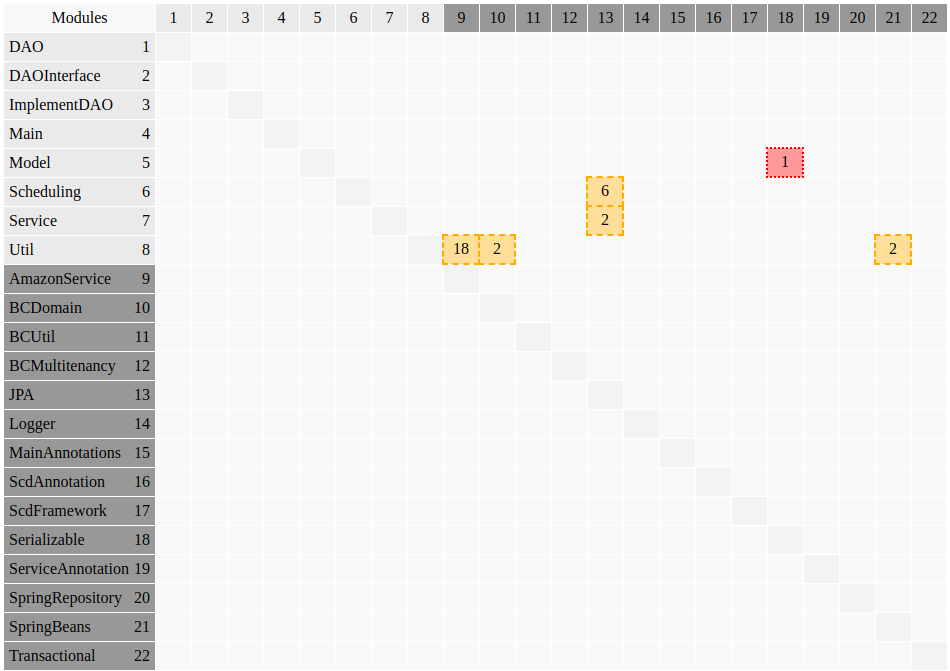 Modules 1 2 3 4 5 6 7 8 9 10 11 12 13 14 15 16 17 18 19 20 21 22
DAO 1
DAOInterface 2
ImplementDAO 3
Main 4
Model 5 1
Scheduling 6 6
Service 7 2
Util 8 18 2 2
AmazonService 9
BCDomain 10
BCUtil 11
BCMultitenancy 12
JPA 13
Logger 14
MainAnnotations 15
ScdAnnotation 16
ScdFramework 17
Serializable 18
ServiceAnnotation 19
SpringRepository 20
SpringBeans 21
Transactional 22